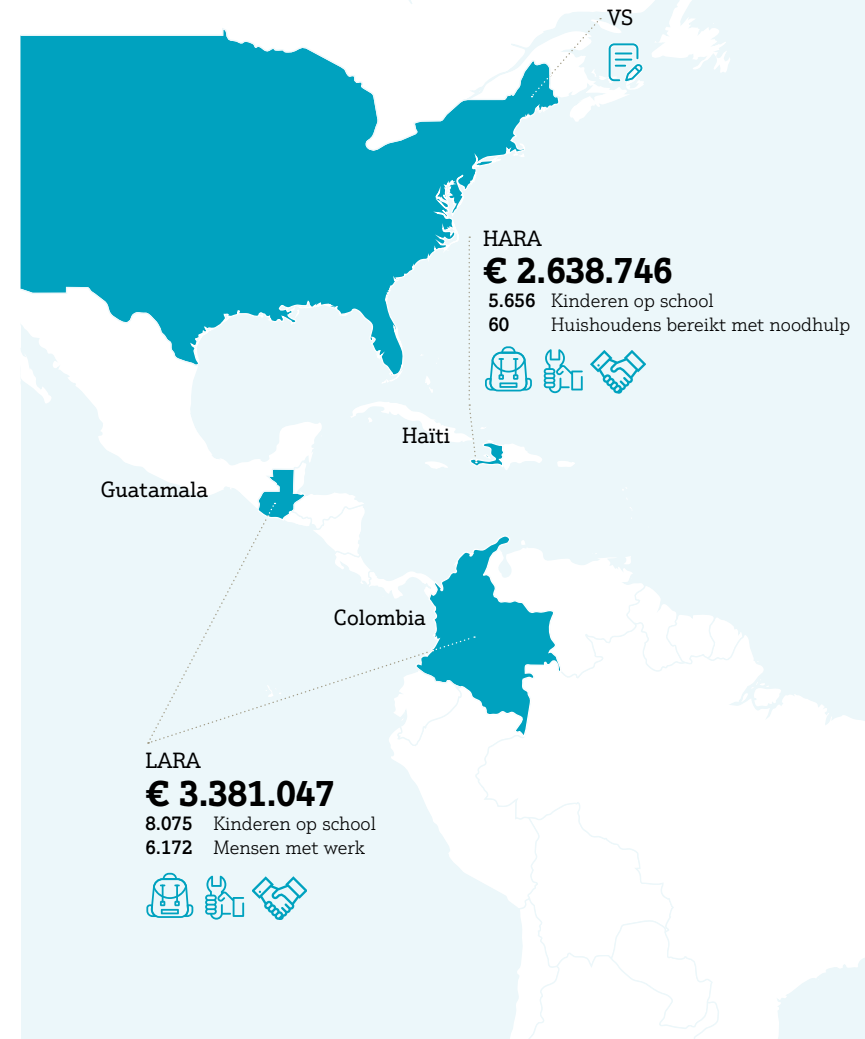 VS
HARA
€ 2.638.746
5.656 Kinderen op school
60 Huishoudens bereikt met noodhulp
Haïti
Guatamala
Colombia
LARA
€ 3.381.047
8.075 Kinderen op school
6.172 Mensen met werk